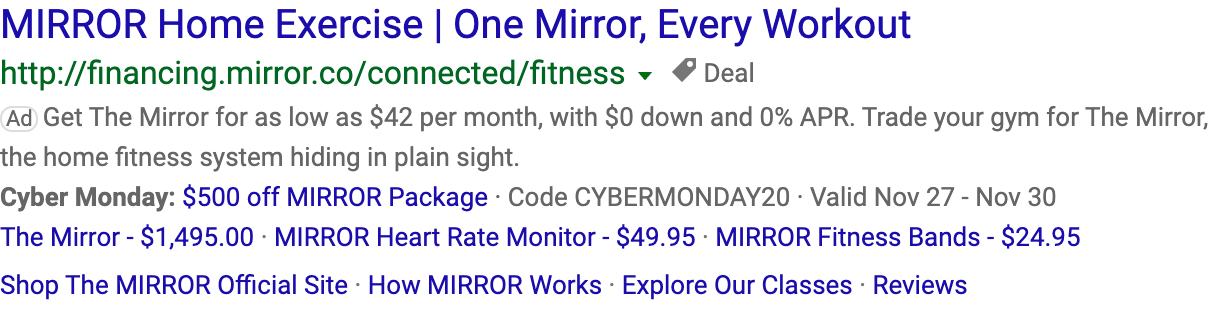 MIRROR Home Exercise | One Mirror, Every Workout
http://financing.mirror.co/connected/fitness Deal
Ad Get The Mirror for as low as $42 per month, with $0 down and 0% APR. Trade your gym for The Mirror,
the home fitness system hiding in plain sight.
Cyber Monday: $500 off MIRROR Package · Code CYBERMONDAY20 · Valid Nov 27 - Nov 30
The Mirror - $1,495.00 · MIRROR Heart Rate Monitor - $49.95 · MIRROR Fitness Bands - $24.95
Shop The MIRROR Official Site · How MIRROR Works · Explore Our Classes · Reviews